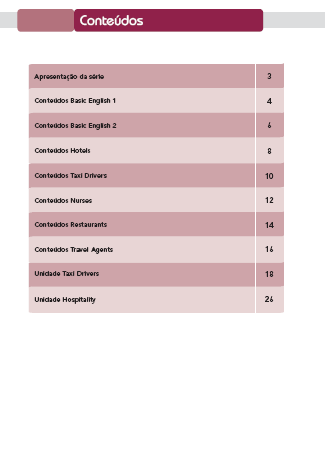 Conteúdos
Apresentação da série 3
Conteúdos Basic English 1 4
Conteúdos Basic English 2 6
Conteúdos Hotels 8
Conteúdos Taxi Drivers 10
Conteúdos Nurses 12
Conteúdos Restaurants 14
Conteúdos Travel Agents 16
Unidade Taxi Drivers 18
Unidade Hospitality 26